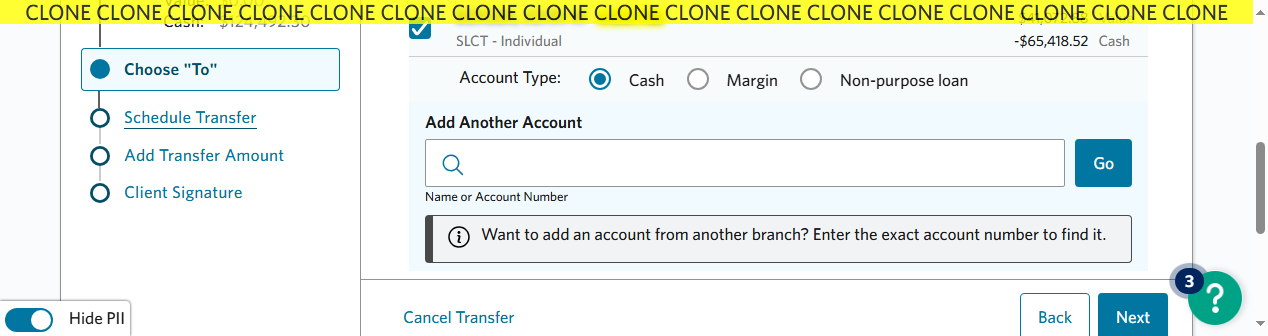 CLONE CLONE CLONE CLONE CLONE CLONE CLONE CLONE CLONE CLONE CLONE CLONE CLONE CLONE CLONE CLONE CLONE
Cash:
Choose "To"
Schedule Transfer
Add Transfer Amount
Client Signature
SLCT - Individual
-$65,418.52 Cash
Account Type: Cash Margin Non-purpose loan
Add Another Account
Go
Name or Account Number
Want to add an account from another branch? Enter the exact account number to find it.
Cancel Transfer
Back
Next
3
?
Hide PII